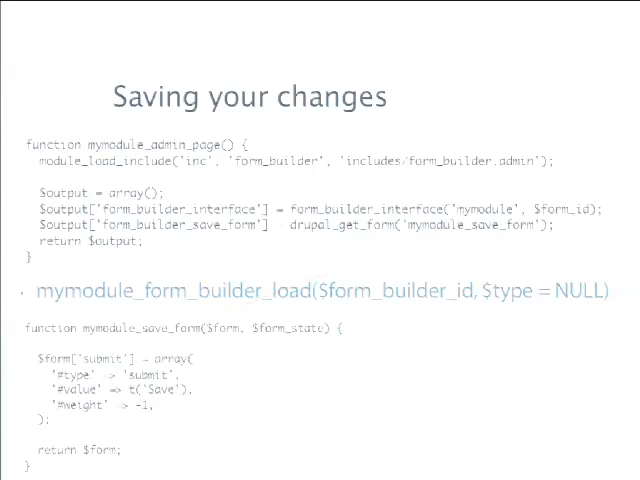 Saving your changes
function mymodule_admin_page() {
module_load_include('inc', 'form_builder', 'includes/form_builder.admin');
$output = array();
$output['form_builder_interface'] = form_builder_interface('mymodule', $form_id);
$output['form_builder_save_form'] = drupal_get_form('mymodule_save_form');
return $output;
}
• mymodule_form_builder_load($form_builder_id, $type = NULL)
function mymodule_save_form($form, $form_state) {
$form['submit'] = array(
'#type' => 'submit',
'#value' => t('Save'),
'#weight' => -1,
);
return $form;
}